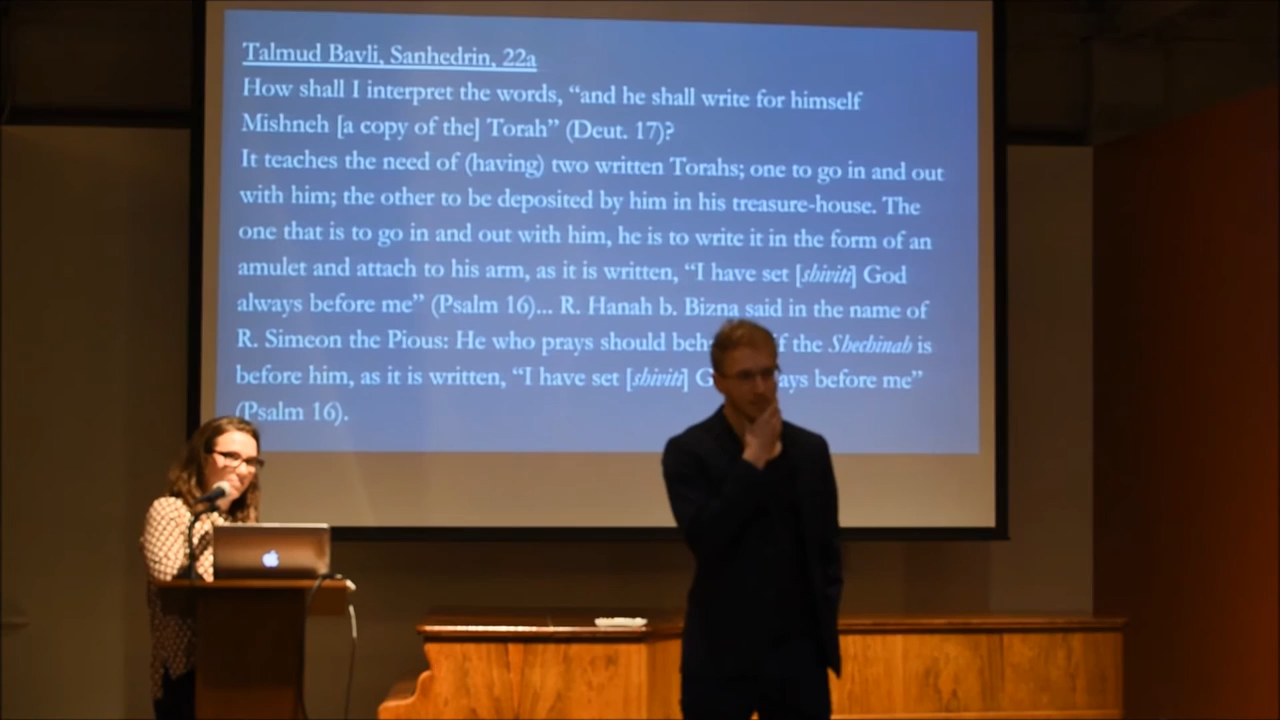 Talmud Bavli, Sanhedrin, 22a
How shall I interpret the words, “and he shall write for himself
Mishneh [a copy of the] Torah” (Deut. 17)?
It teaches the need of (having) two written Torahs; one to go in and out
with him; the other to be deposited by him in his treasure-house. The
one that is to go in and out with him, he is to write it in the form of an
amulet and attach to his arm, as it is written, “I have set [shiviti] God
always before me” (Psalm 16)... R. Hanah b. Bizna said in the name of
R. Simeon the Pious: He who prays should the Shechinah is
before him, as it is written, “I have set [shiviti] before me”
(Psalm 16).